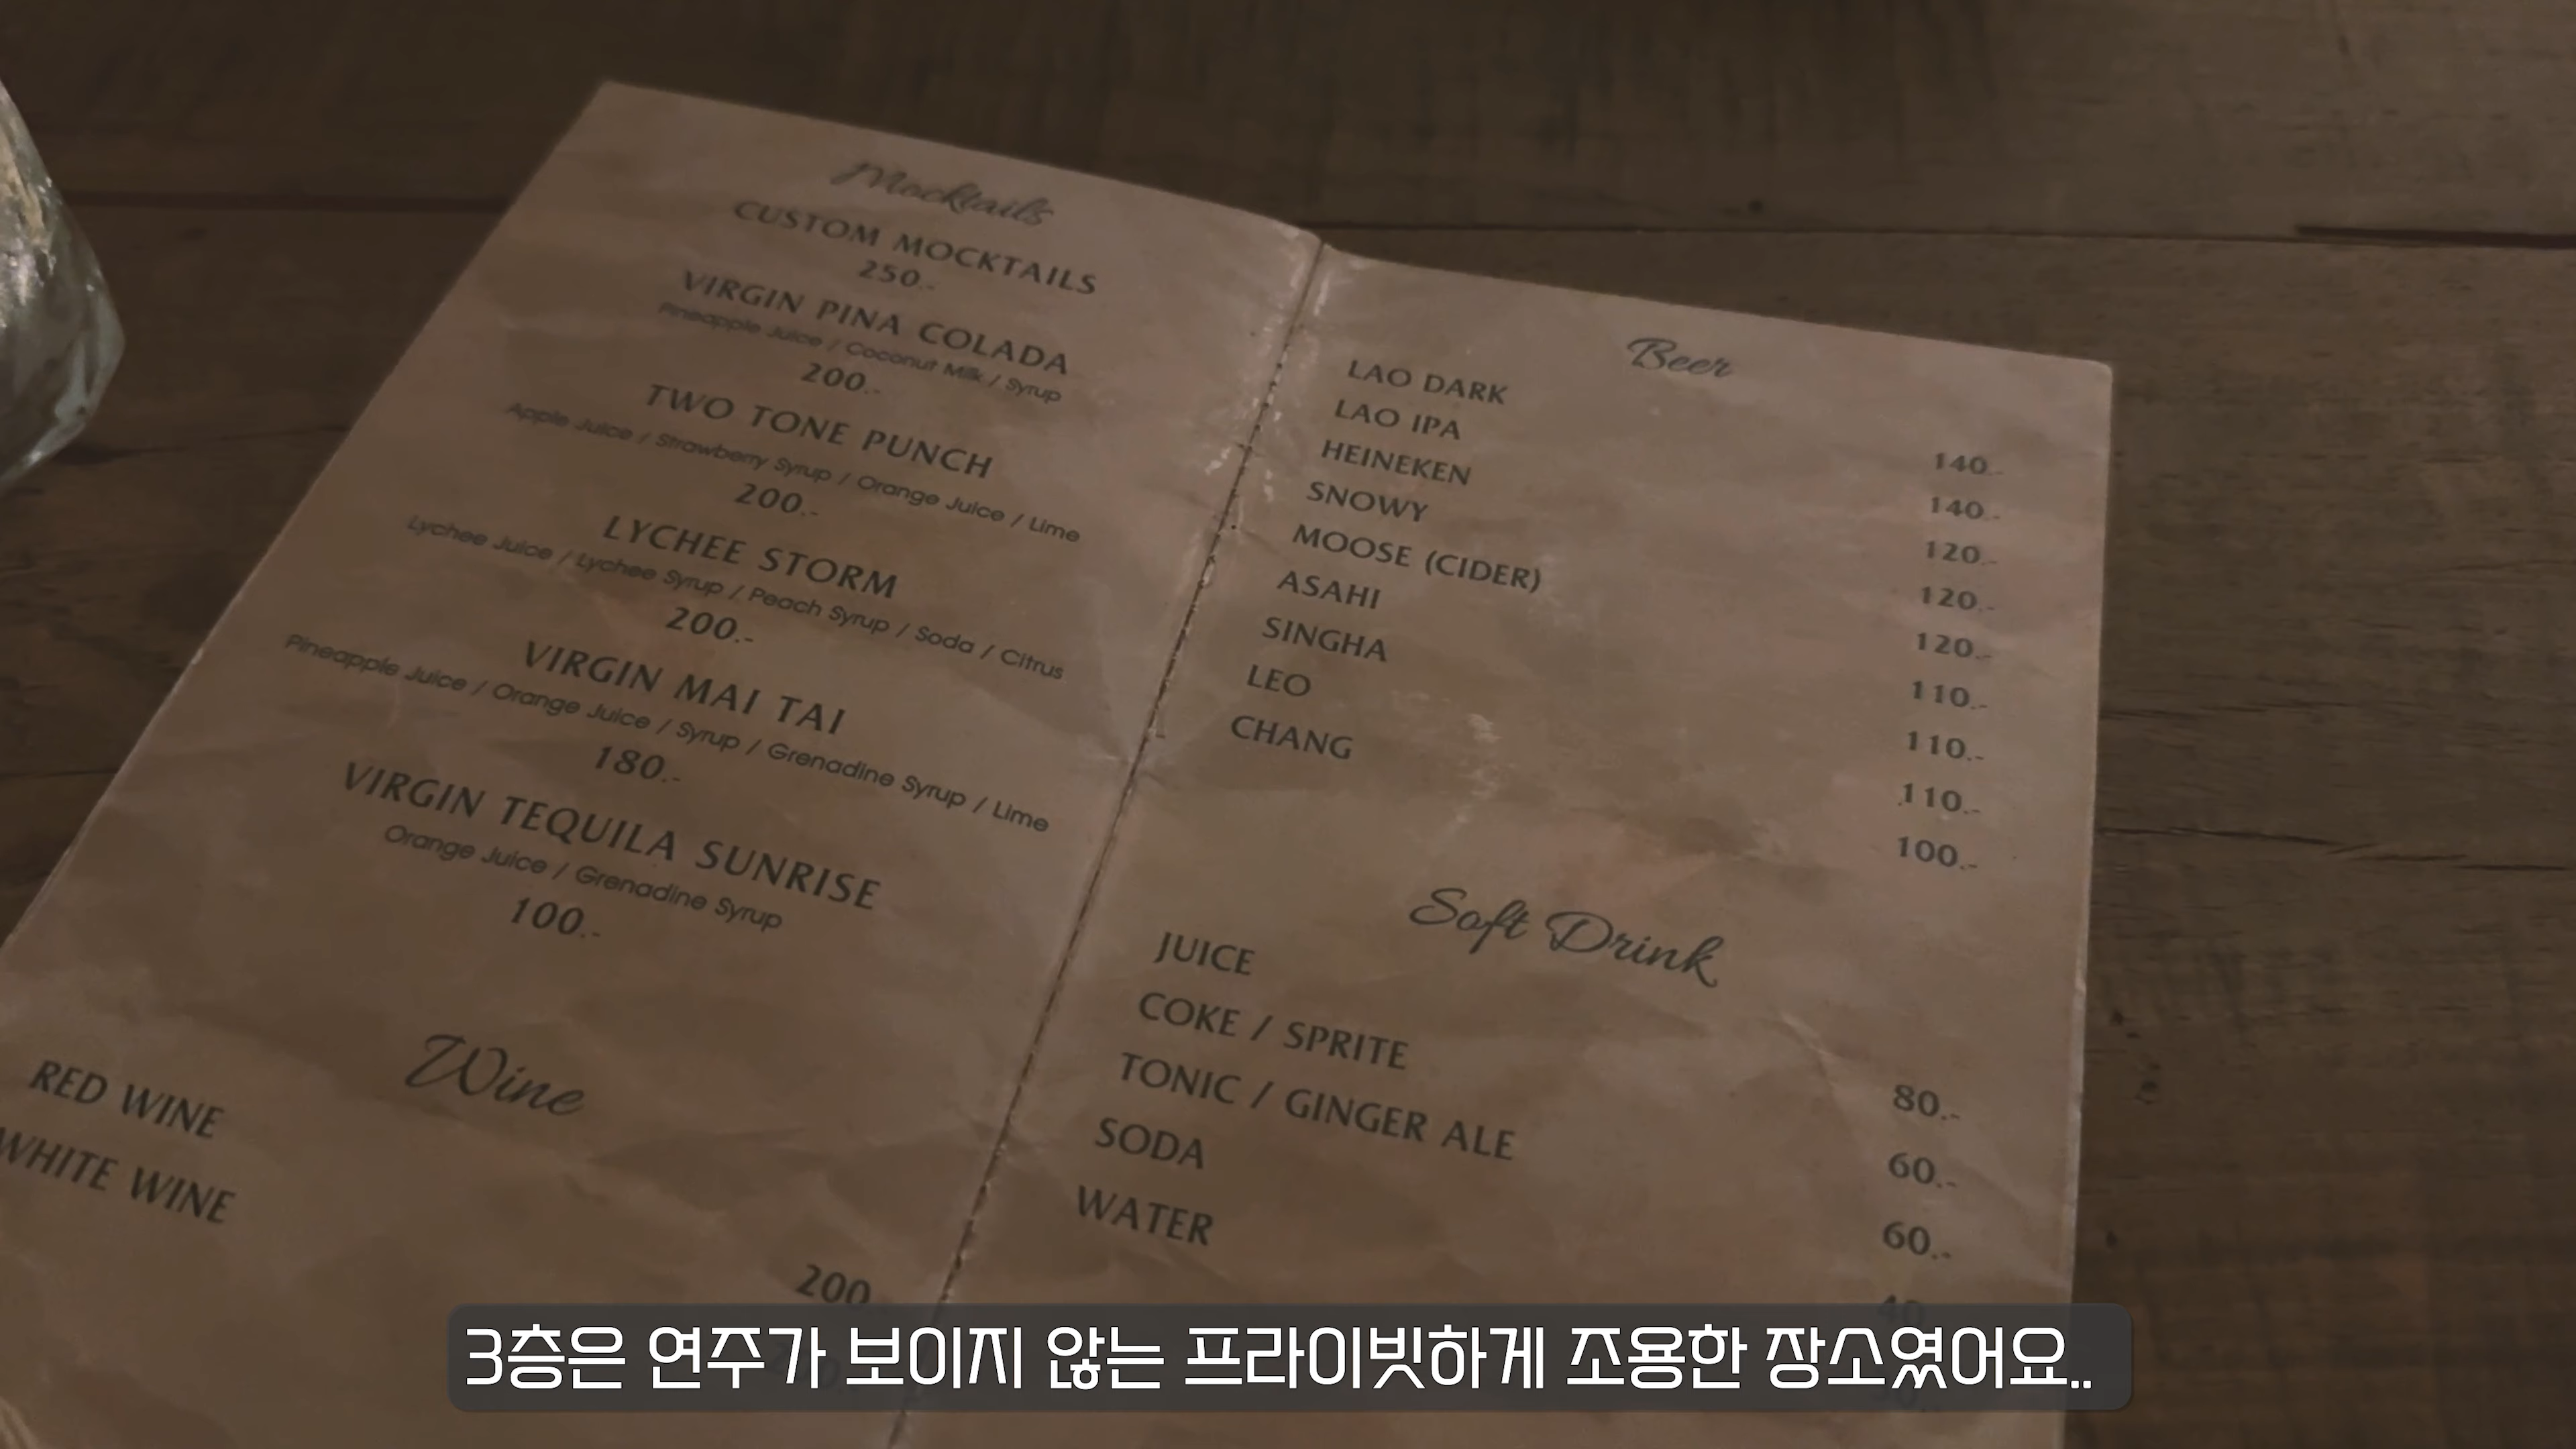 Mocktails
CUSTOM MOCKTAILS
250.-
VIRGIN PINA COLADA
Pineapple Juice / Coconut Milk / Syrup
200.-
TWO TONE PUNCH
Apple Juice / Strawberry Syrup / Orange Juice / Lime
200.-
LYCHEE STORM
Lychee Juice / Lychee Syrup / Peach Syrup / Soda / Citrus
200.-
VIRGIN MAI TAI
Pineapple Juice / Orange Juice / Syrup / Grenadine Syrup / Lime
180.-
VIRGIN TEQUILA SUNRISE
Orange Juice / Grenadine Syrup
100.-
Wine
RED WINE
WHITE WINE
200
Beer
LAO DARK 140.-
LAO IPA 140.-
HEINEKEN 120.-
SNOWY 120.-
MOOSE (CIDER) 120.-
ASAHI 110.-
SINGHA 110.-
LEO 110.-
CHANG 100.-
Soft Drink
JUICE 80.-
COKE / SPRITE 60.-
TONIC / GINGER ALE 60.-
SODA
WATER
3층은 연주가 보이지 않는 프라이빗하게 조용한 장소였어요..